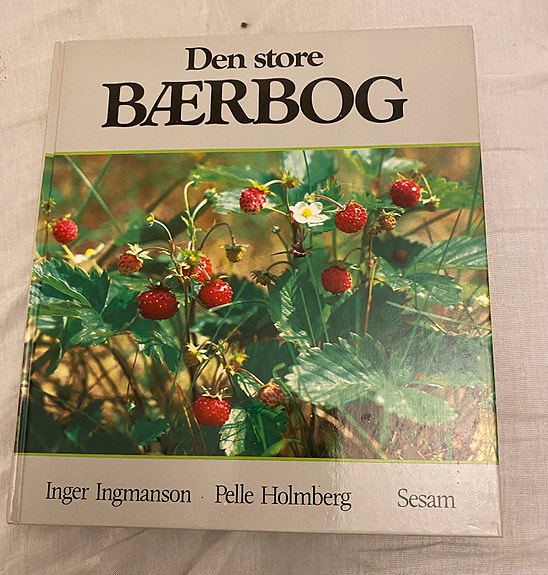 Den store
BÆRBOG
Inger Ingmanson · Pelle Holmberg Sesam